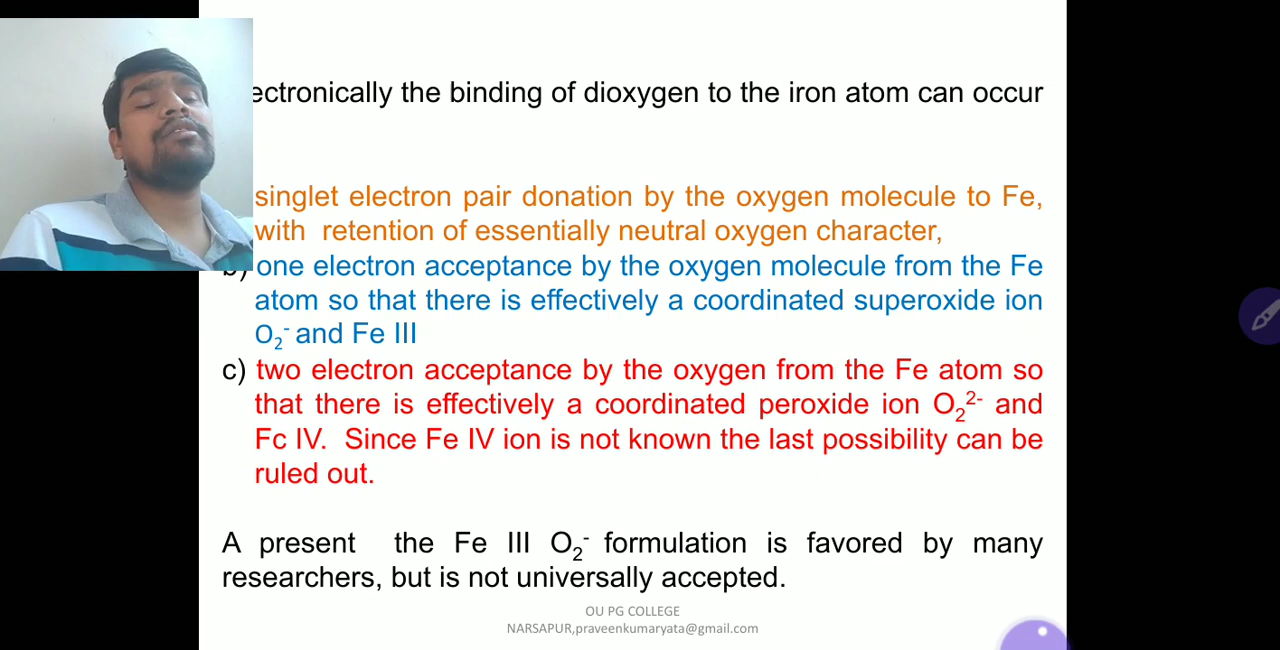 ectronically the binding of dioxygen to the iron atom can occur
singlet electron pair donation by the oxygen molecule to Fe,
with retention of essentially neutral oxygen character,
b) one electron acceptance by the oxygen molecule from the Fe
atom so that there is effectively a coordinated superoxide ion
O₂⁻ and Fe III
c) two electron acceptance by the oxygen from the Fe atom so
that there is effectively a coordinated peroxide ion O₂²⁻ and
Fc IV. Since Fe IV ion is not known the last possibility can be
ruled out.
A present the Fe III O₂⁻ formulation is favored by many
researchers, but is not universally accepted.
OU PG COLLEGE
NARSAPUR,praveenkumaryata@gmail.com